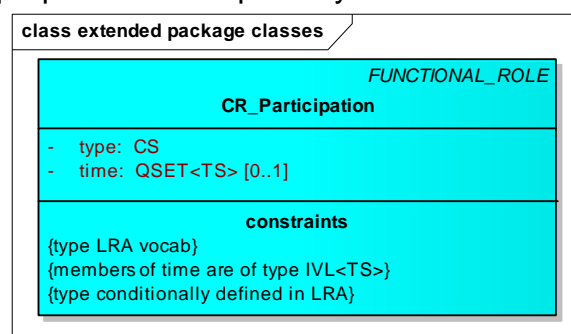 class extended package classes
FUNCTIONAL_ROLE
CR_Participation
- type: CS
- time: QSET<TS> [0..1]
constraints
{type LRA vocab}
{members of time are of type IVL<TS>}
{type conditionally defined in LRA}